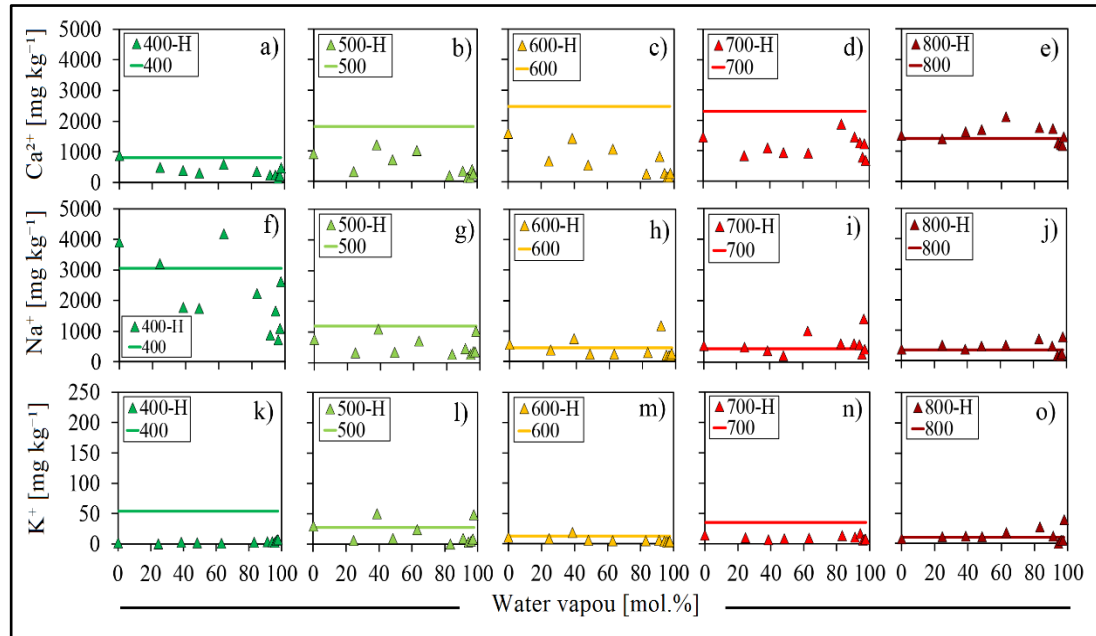 5000 400-H a) 500-H b) 600-H c) 700-H d) 800-H e)
4000 400 500 600 700 800
3000
2000
1000
0
Ca²⁺ [mg kg⁻¹]
5000 f) 500-H g) 600-H h) 700-H i) 800-H j)
4000 500 600 700 800
3000
2000
1000 400-H
0 400
Na⁺ [mg kg⁻¹]
250 400-H k) 500-H l) 600-H m) 700-H n) 800-H o)
200 400 500 600 700 800
150
100
50
0
K⁺ [mg kg⁻¹]
0 20 40 60 80 100 0 20 40 60 80 100 0 20 40 60 80 100 0 20 40 60 80 100 0 20 40 60 80 100
Water vapou [mol.%]